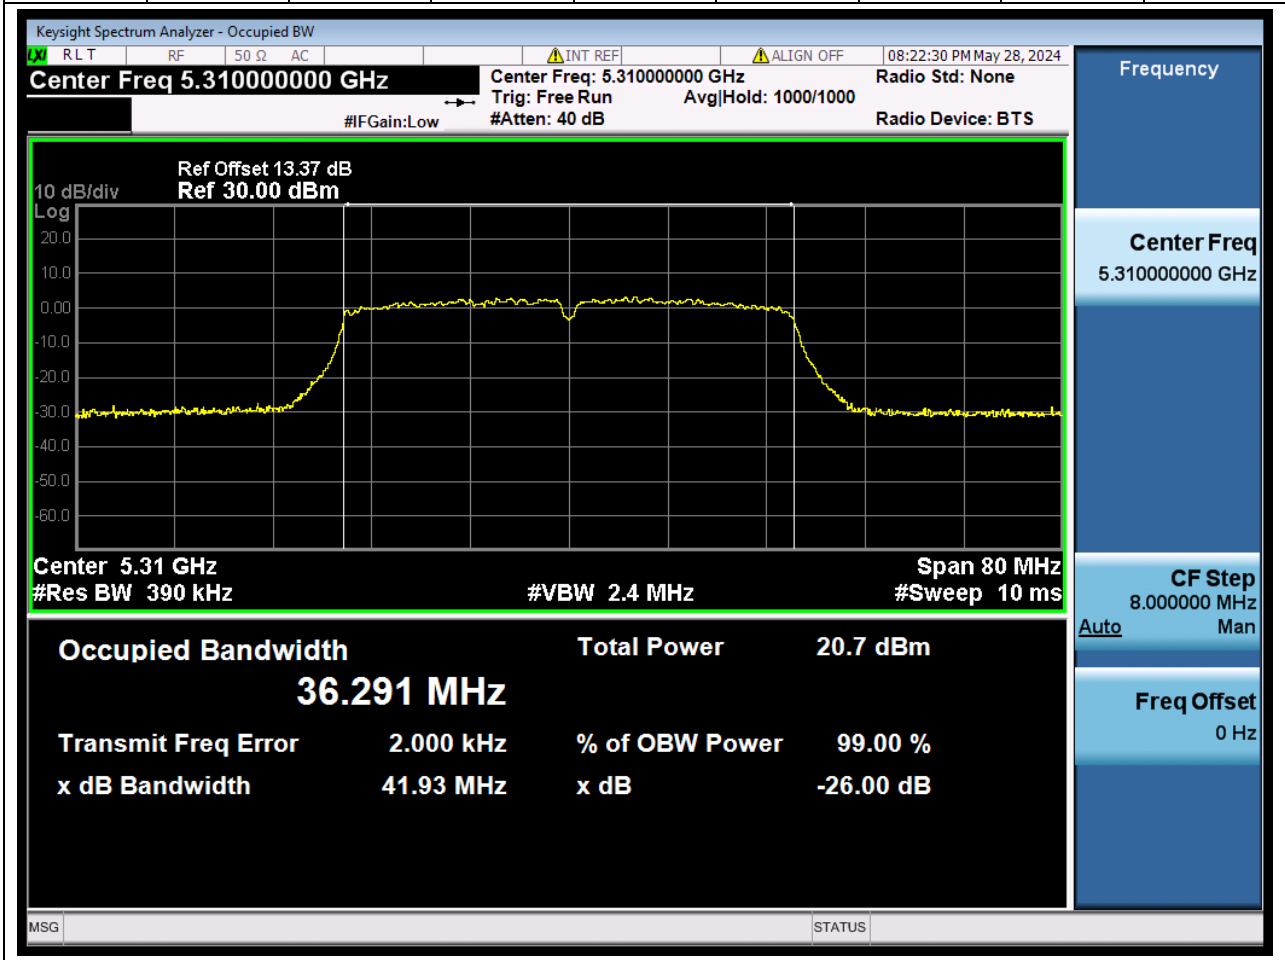 Keysight Spectrum Analyzer - Occupied BW
LXI RLT RF 50 Ω AC INT REF ALIGN OFF 08:22:30 PM May 28, 2024
Center Freq 5.310000000 GHz
Center Freq: 5.310000000 GHz
Radio Std: None
Trig: Free Run Avg|Hold: 1000/1000
#IFGain:Low
#Atten: 40 dB
Radio Device: BTS
Ref Offset 13.37 dB
10 dB/div Ref 30.00 dBm
Log
20.0
10.0
0.00
-10.0
-20.0
-30.0
-40.0
-50.0
-60.0
Center 5.31 GHz Span 80 MHz
#Res BW 390 kHz #VBW 2.4 MHz #Sweep 10 ms
Occupied Bandwidth Total Power 20.7 dBm
36.291 MHz
Transmit Freq Error 2.000 kHz % of OBW Power 99.00 %
x dB Bandwidth 41.93 MHz x dB -26.00 dB
Frequency
Center Freq
5.310000000 GHz
CF Step
8.000000 MHz
Auto Man
Freq Offset
0 Hz
MSG STATUS